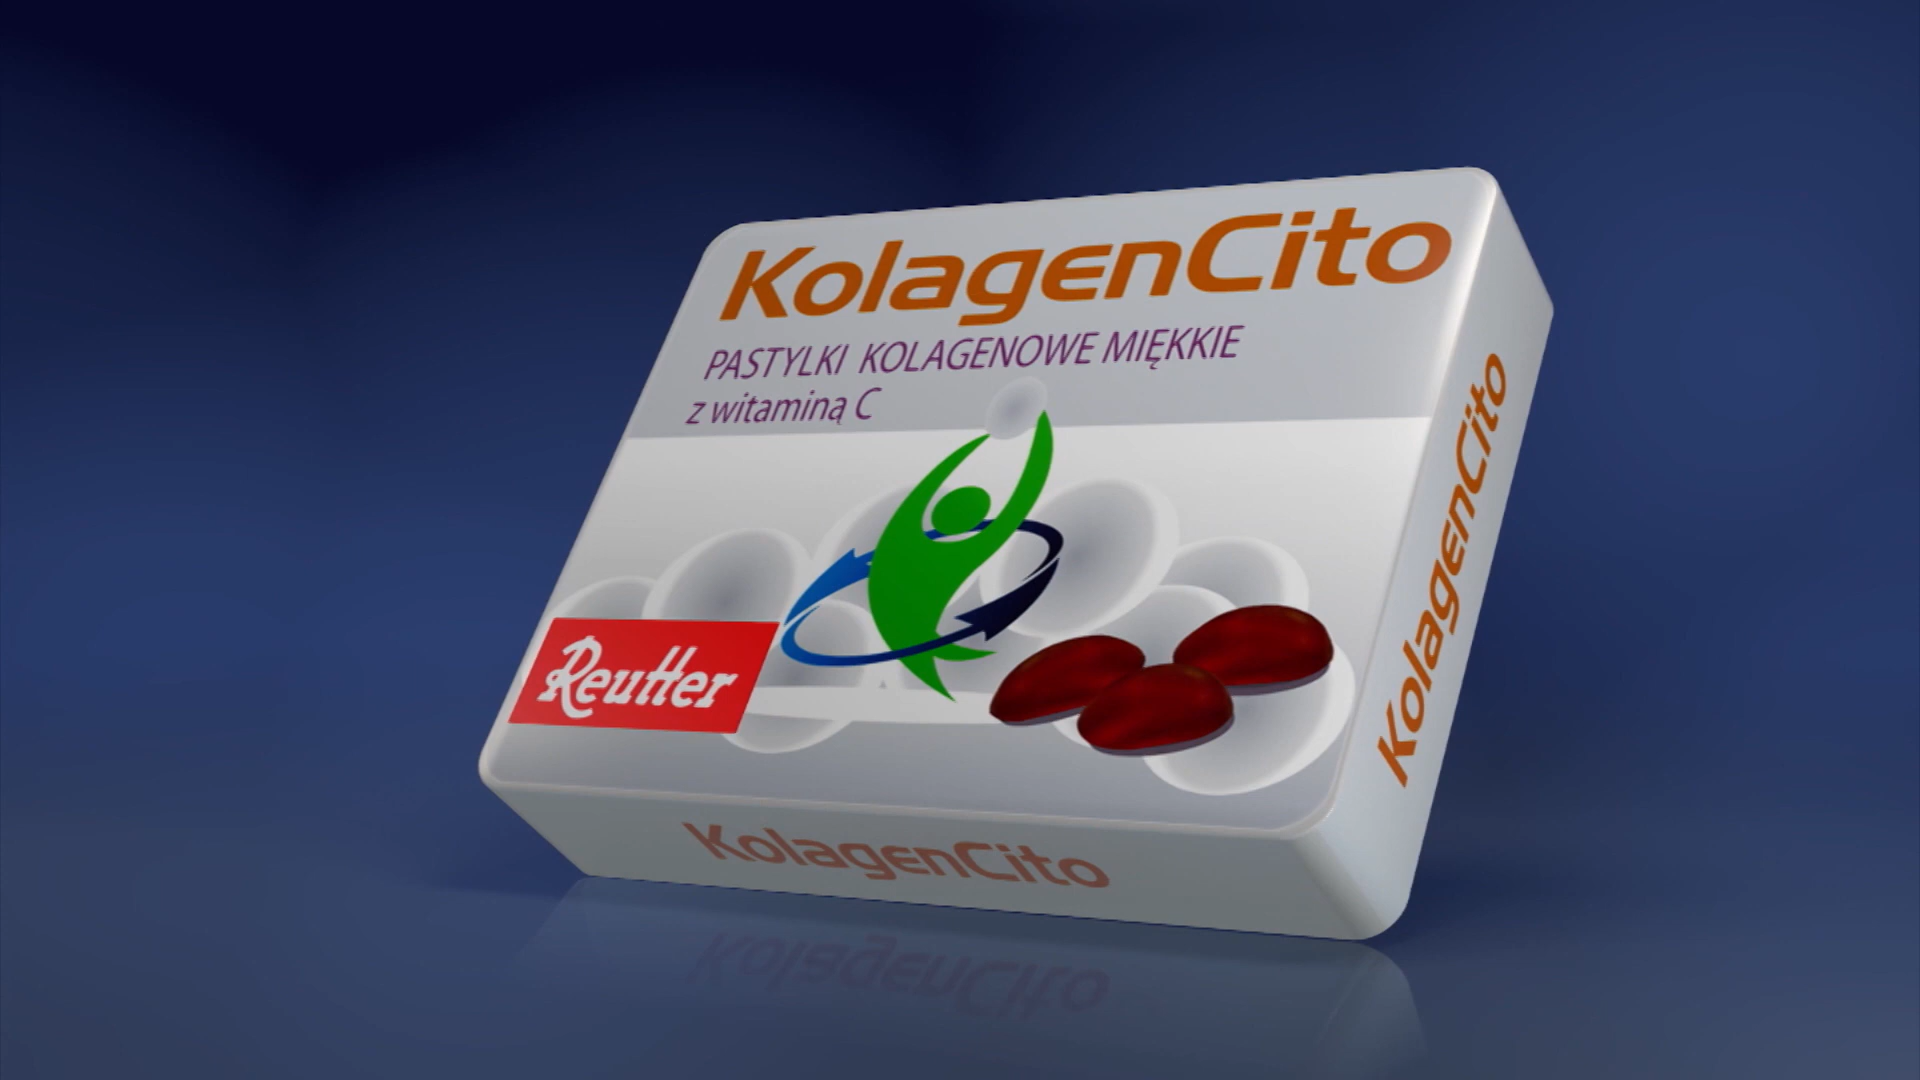 KolagenCito
PASTYLKI KOLAGENOWE MIĘKKIE
z witaminą C
Reutter
KolagenCito
KolagenCito